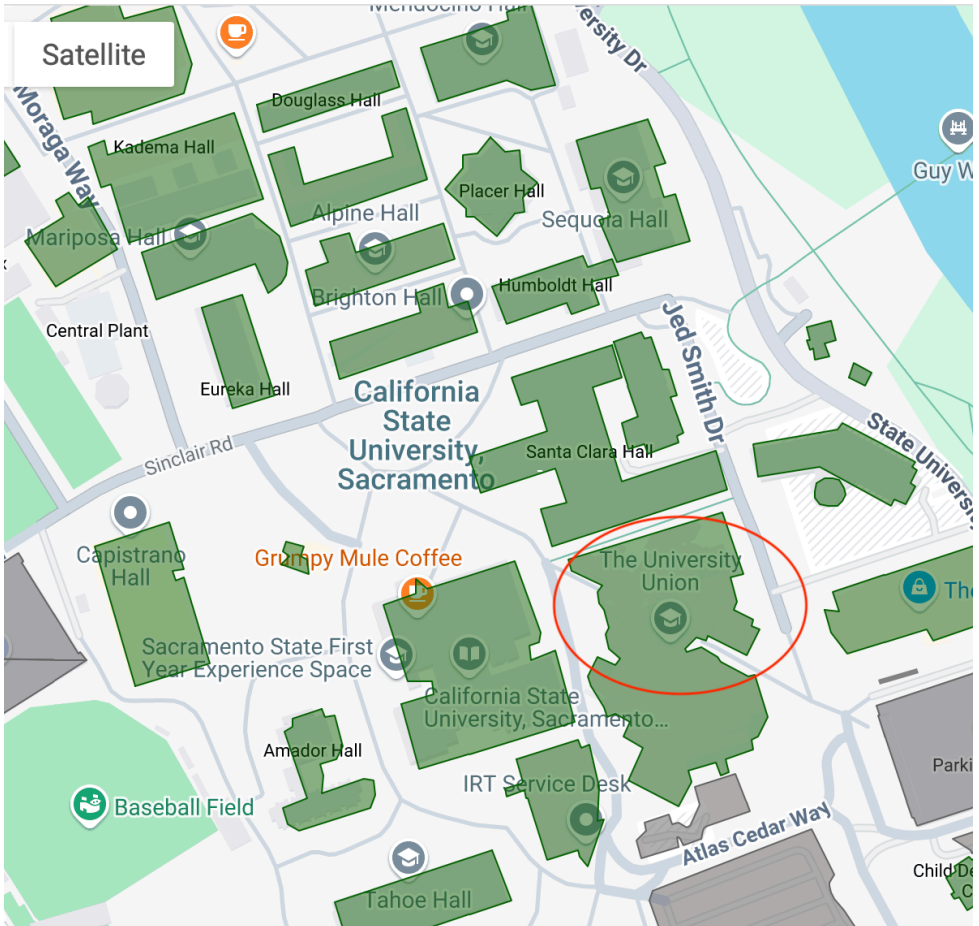 Mendocino Hall
Satellite
ersity Dr
Moraga Way
Douglass Hall
Kadema Hall
Guy W
Placer Hall
Alpine Hall
Sequoia Hall
Mariposa Hall
x
Humboldt Hall
Brighton Hall
Jed Smith Dr
Central Plant
Eureka Hall
California
State
University,
Sacramento
Sinclair Rd
Santa Clara Hall
State Universi
Capistrano
Hall
Grumpy Mule Coffee
The University
Union
The
Sacramento State First
Year Experience Space
California State
University, Sacramento...
Amador Hall
IRT Service Desk
Parki
Baseball Field
Atlas Cedar Way
Child De
C
Tahoe Hall